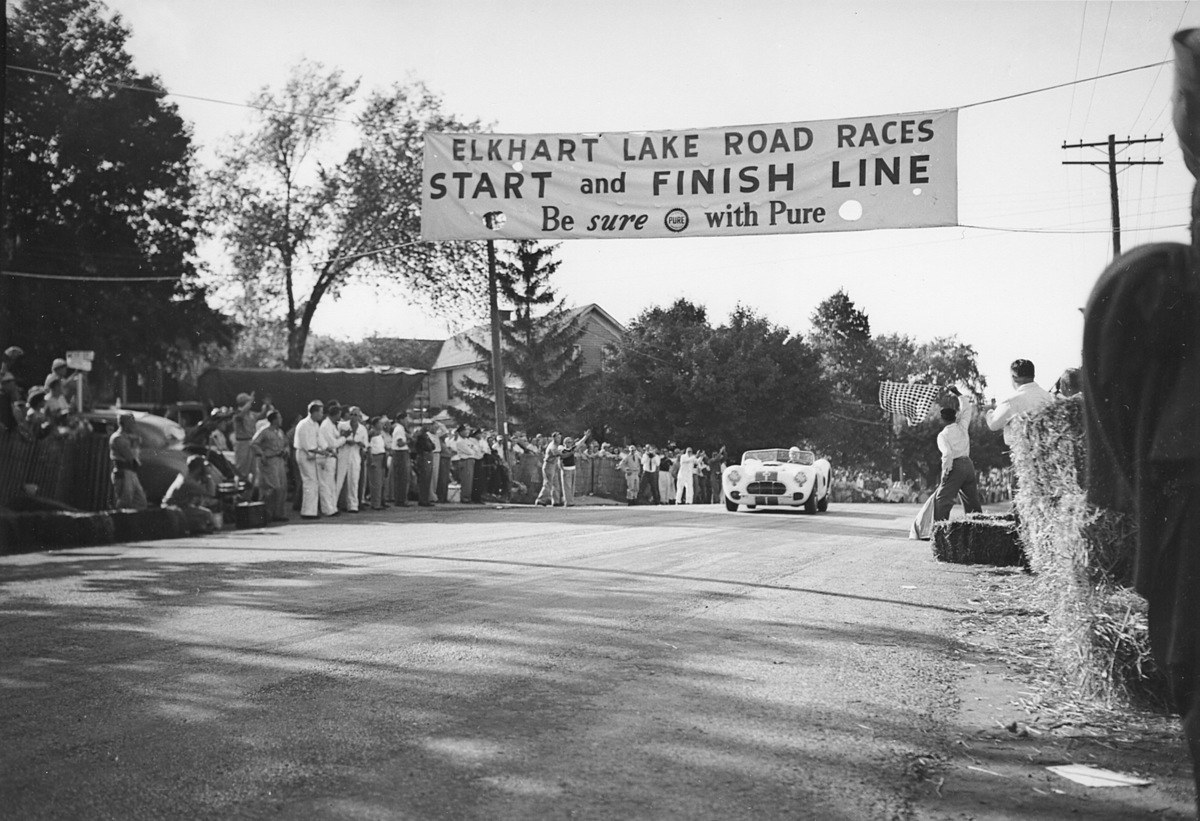 ELKHART LAKE ROAD RACES
START and FINISH LINE
Be sure PURE with Pure